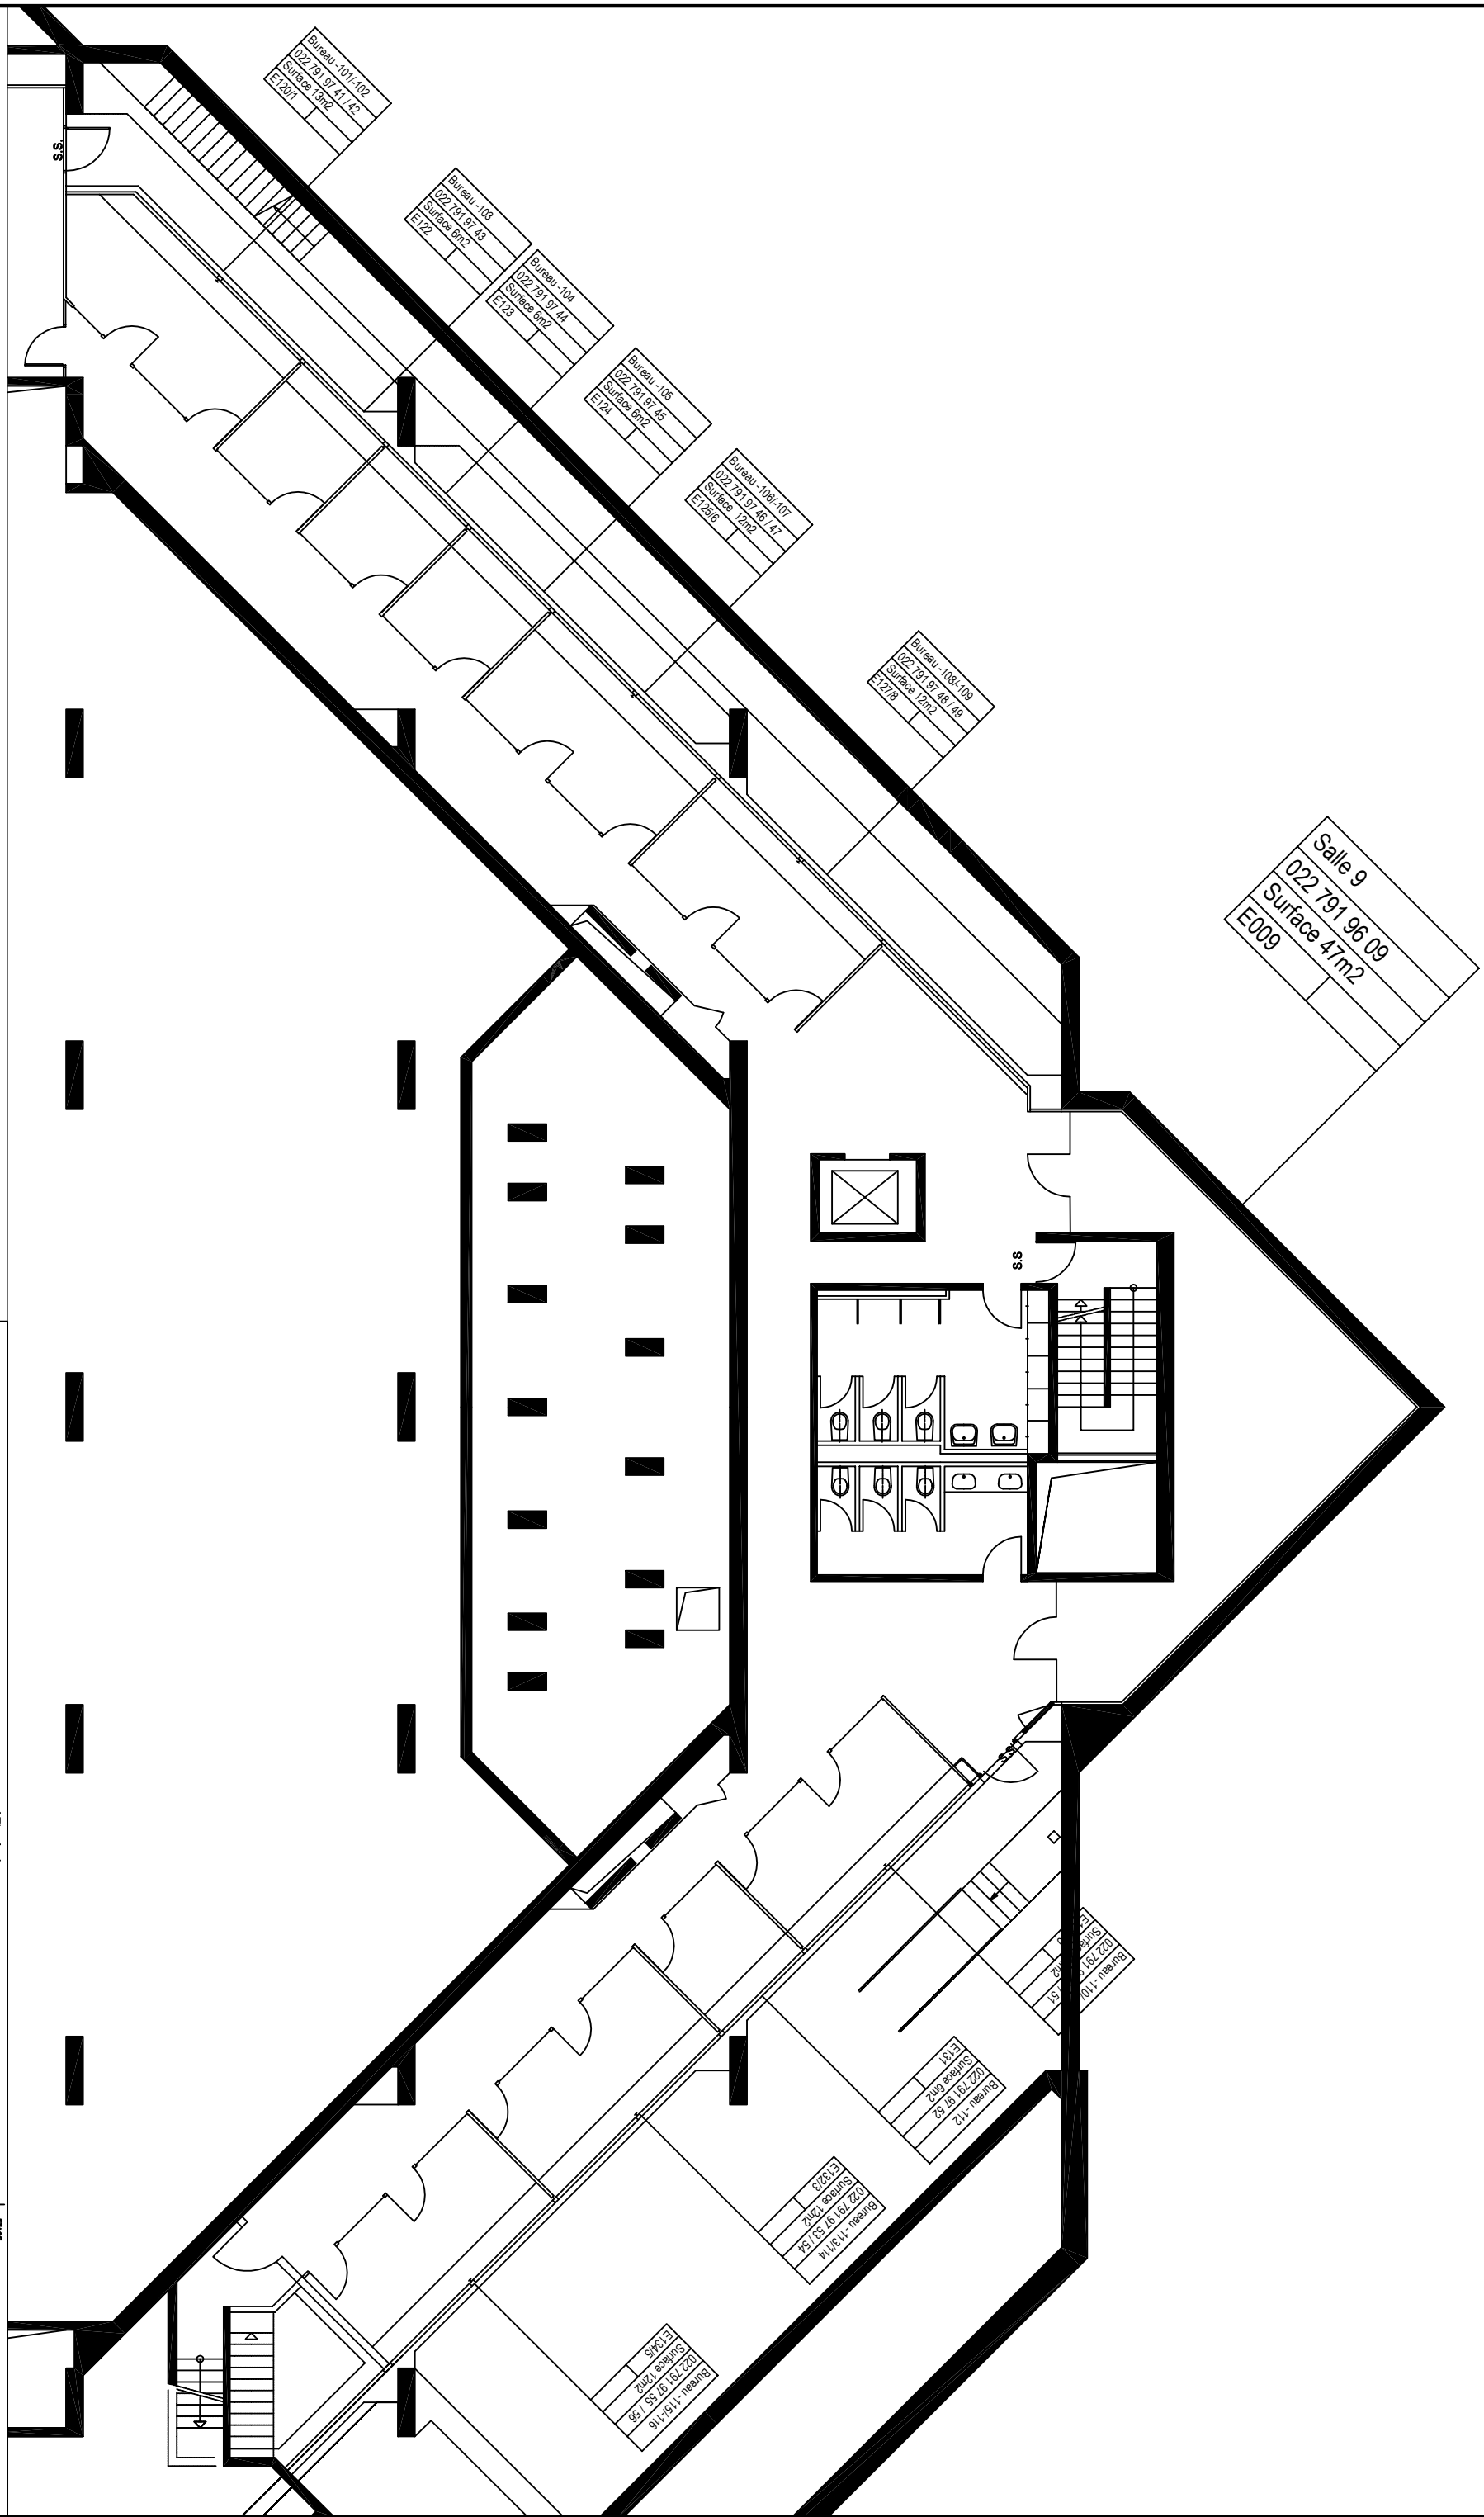 Bureau -101/-102
022 791 97 41 / 42
Surface 13m2
E120/1
S.S.
Bureau -103
022 791 97 43
Surface 6m2
E122
Bureau -104
022 791 97 44
Surface 6m2
E123
Bureau -105
022 791 97 45
Surface 6m2
E124
Bureau -106/-107
022 791 97 46 / 47
Surface 12m2
E125/6
Bureau -108/-109
022 791 97 48 / 49
Surface 12m2
E127/8
Salle 9
022 791 96 09
Surface 47m2
E009
S.S
S.S.
Bureau -110/
022 791 / 51
Bureau -112
022 791 97 52
Surface 6m2
E131
Bureau -113/114
022 791 97 53 / 54
Surface 12m2
E132/3
Bureau -115/-116
022 791 97 55 / 56
Surface 12m2
E134/5